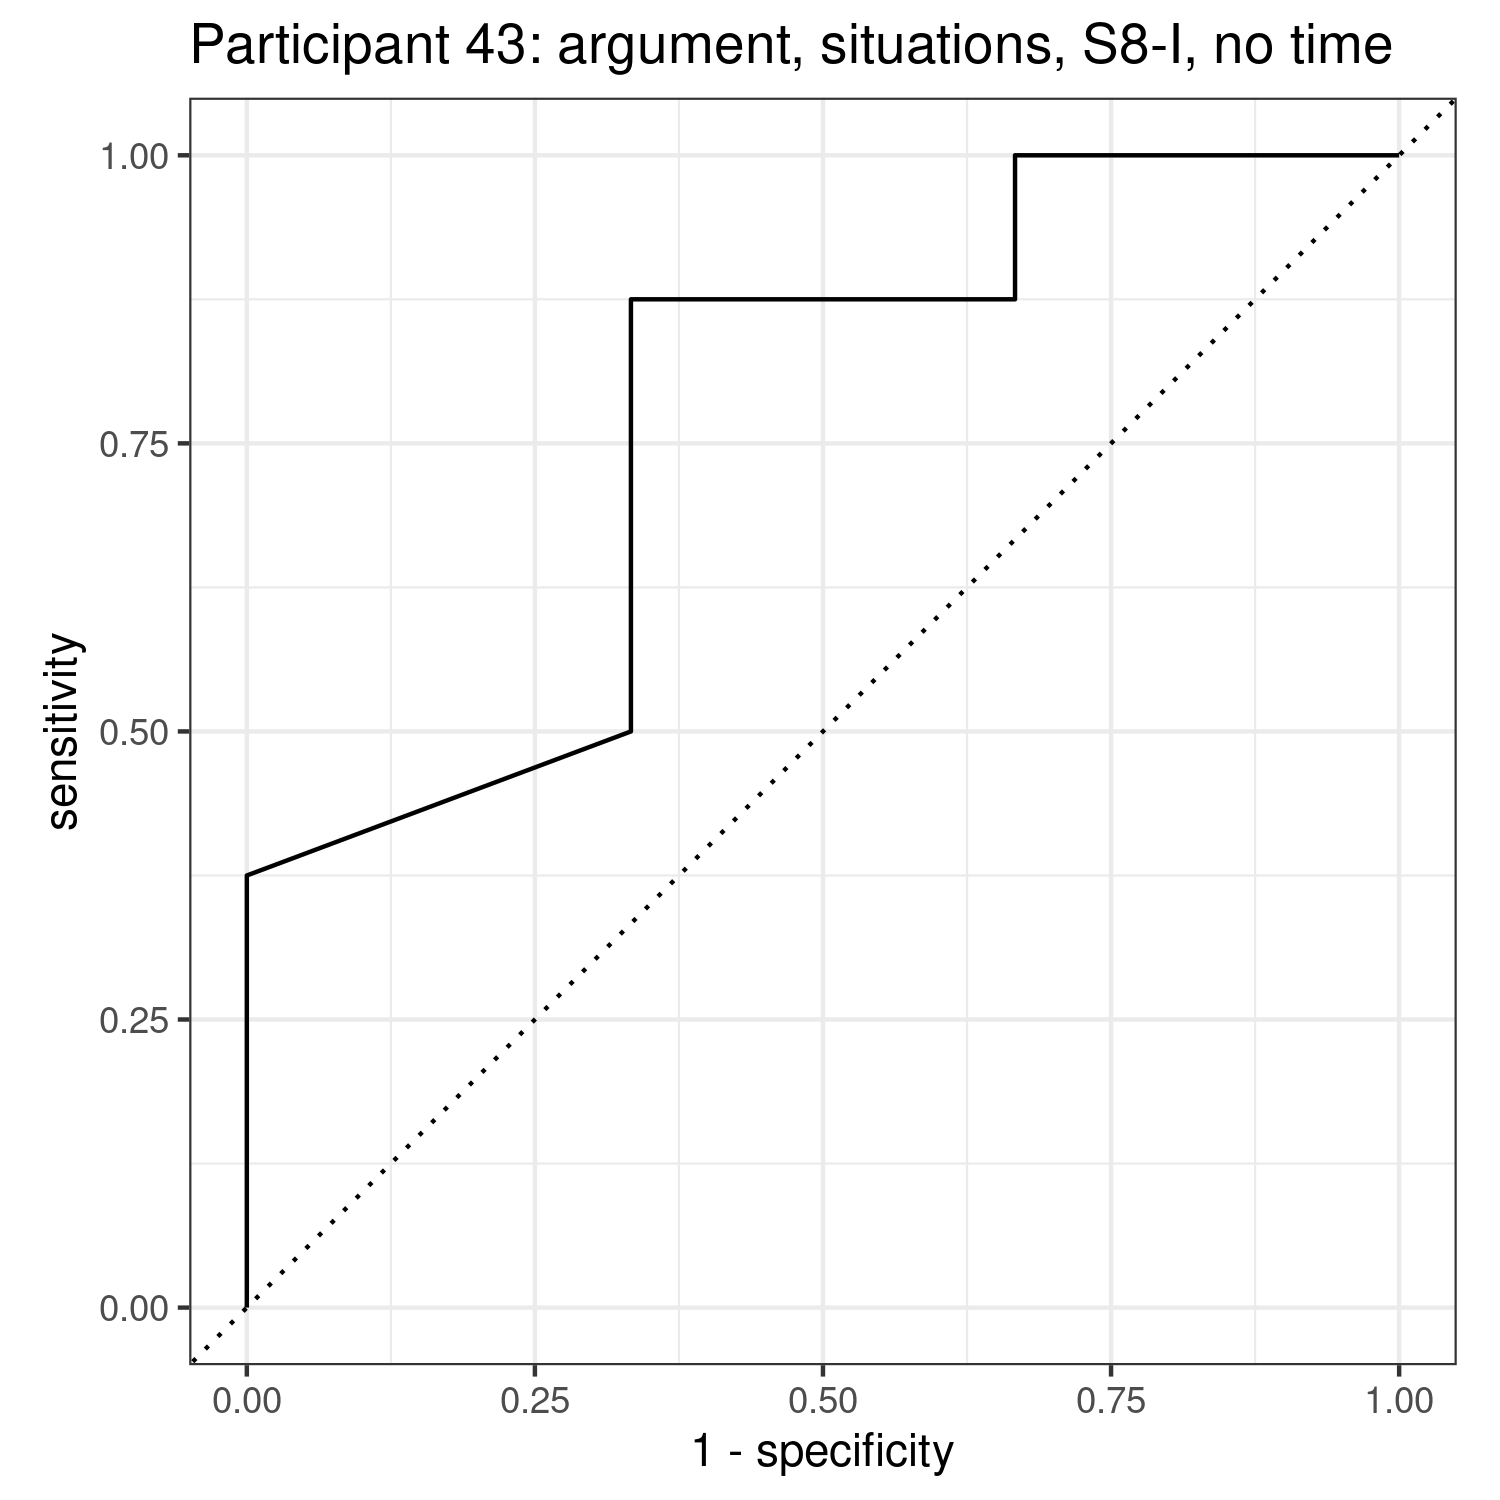 Participant 43: argument, situations, S8-I, no time
1.00
0.75
0.50
0.25
0.00
sensitivity
0.00 0.25 0.50 0.75 1.00
1 - specificity